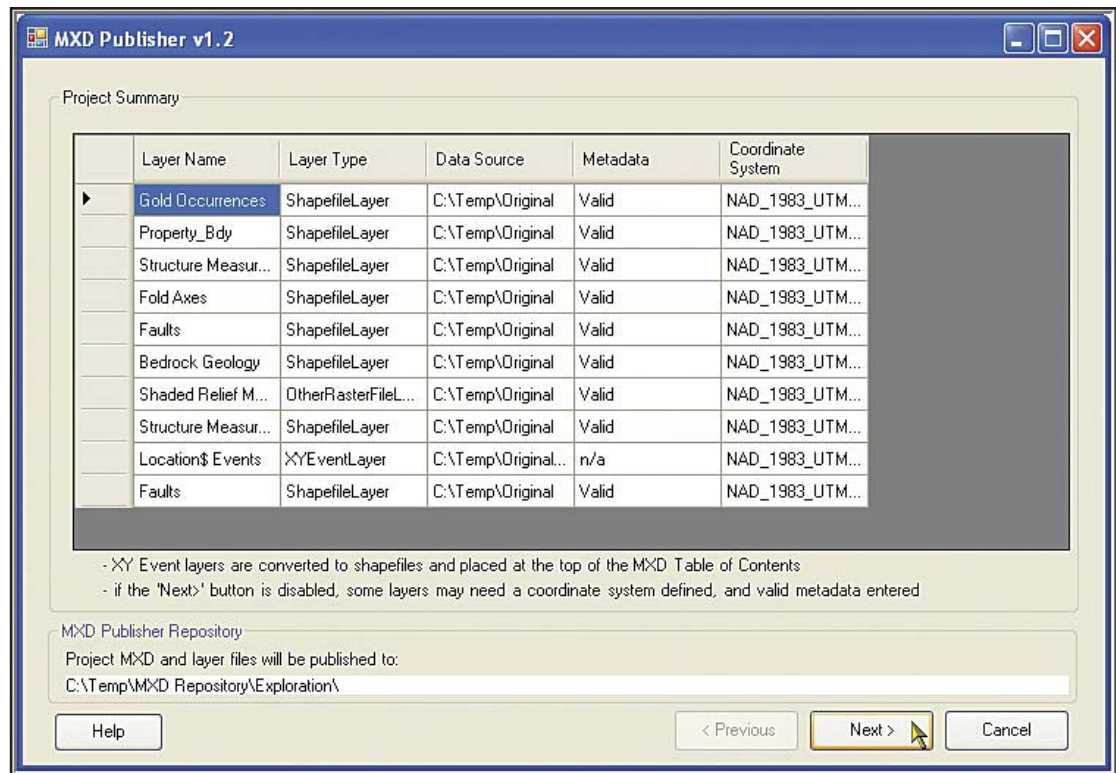 MXD Publisher v1.2
Project Summary
Layer Name Layer Type Data Source Metadata Coordinate System
Gold Occurrences ShapefileLayer C:\Temp\Original Valid NAD_1983_UTM...
Property_Bdy ShapefileLayer C:\Temp\Original Valid NAD_1983_UTM...
Structure Measur... ShapefileLayer C:\Temp\Original Valid NAD_1983_UTM...
Fold Axes ShapefileLayer C:\Temp\Original Valid NAD_1983_UTM...
Faults ShapefileLayer C:\Temp\Original Valid NAD_1983_UTM...
Bedrock Geology ShapefileLayer C:\Temp\Original Valid NAD_1983_UTM...
Shaded Relief M... OtherRasterFileL... C:\Temp\Original Valid NAD_1983_UTM...
Structure Measur... ShapefileLayer C:\Temp\Original Valid NAD_1983_UTM...
Location$ Events XYEventLayer C:\Temp\Original... n/a NAD_1983_UTM...
Faults ShapefileLayer C:\Temp\Original Valid NAD_1983_UTM...
- XY Event layers are converted to shapefiles and placed at the top of the MXD Table of Contents
- if the 'Next>' button is disabled, some layers may need a coordinate system defined, and valid metadata entered
MXD Publisher Repository
Project MXD and layer files will be published to:
C:\Temp\MXD Repository\Exploration\
Help < Previous Next > Cancel